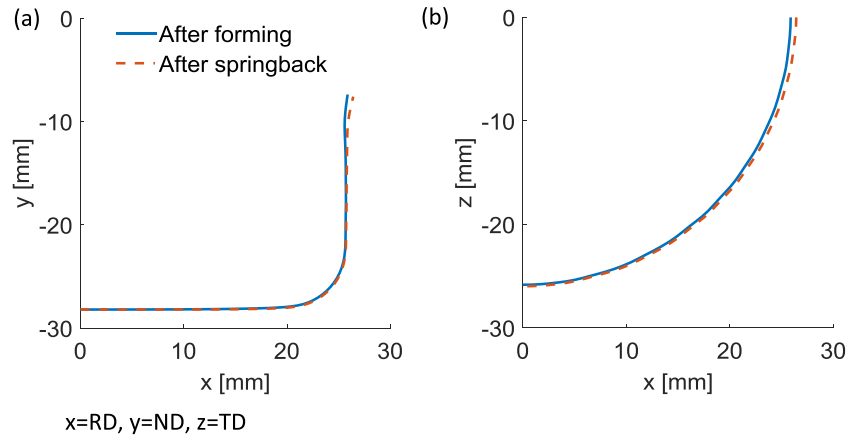 (a)
0
-10
-20
-30
y [mm]
After forming
After springback
0
10
20
30
x [mm]
(b)
0
-10
-20
-30
z [mm]
0
10
20
30
x [mm]
x=RD, y=ND, z=TD